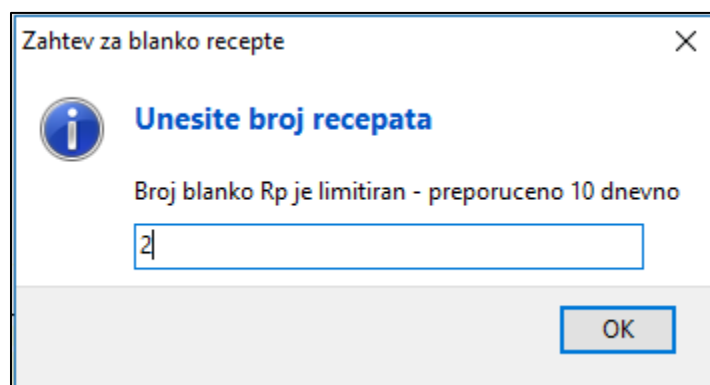 Zahtev za blanko recepte
Unesite broj recepata
Broj blanko Rp je limitiran - preporuceno 10 dnevno
2
OK